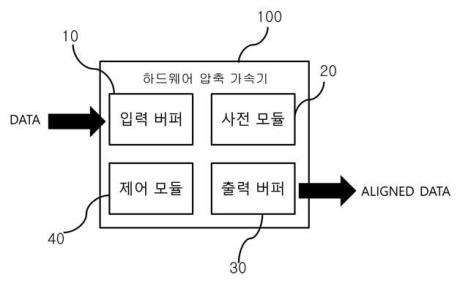 100
10
하드웨어 압축 가속기
20
DATA
입력 버퍼
사전 모듈
제어 모듈
출력 버퍼
ALIGNED DATA
40
30